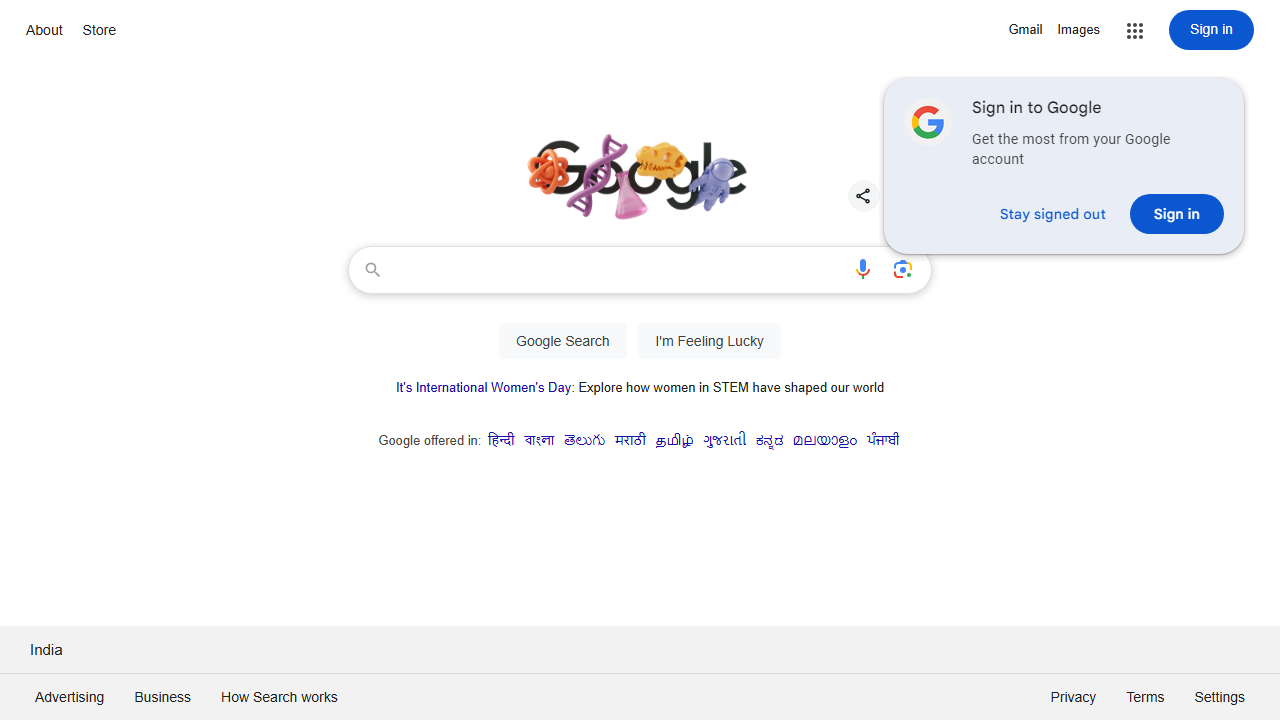 About Store
Gmail Images Sign in
Sign in to Google
Get the most from your Google
account
Stay signed out Sign in
Google
Google Search I'm Feeling Lucky
It's International Women's Day: Explore how women in STEM have shaped our world
Google offered in: हिन्दी বাংলা తెలుగు मराठी தமிழ் ગુજરાતી ಕನ್ನಡ മലയാളം ਪੰਜਾਬੀ
India
Advertising Business How Search works
Privacy Terms Settings